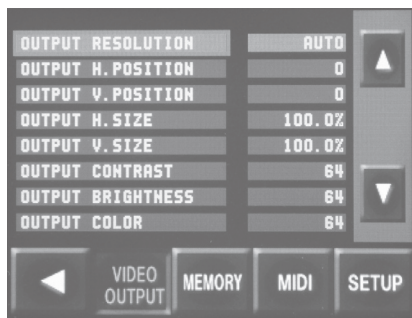 OUTPUT RESOLUTION AUTO
OUTPUT H.POSITION 0
OUTPUT V.POSITION 0
OUTPUT H.SIZE 100.0%
OUTPUT V.SIZE 100.0%
OUTPUT CONTRAST 64
OUTPUT BRIGHTNESS 64
OUTPUT COLOR 64
VIDEO
OUTPUT
MEMORY
MIDI
SETUP